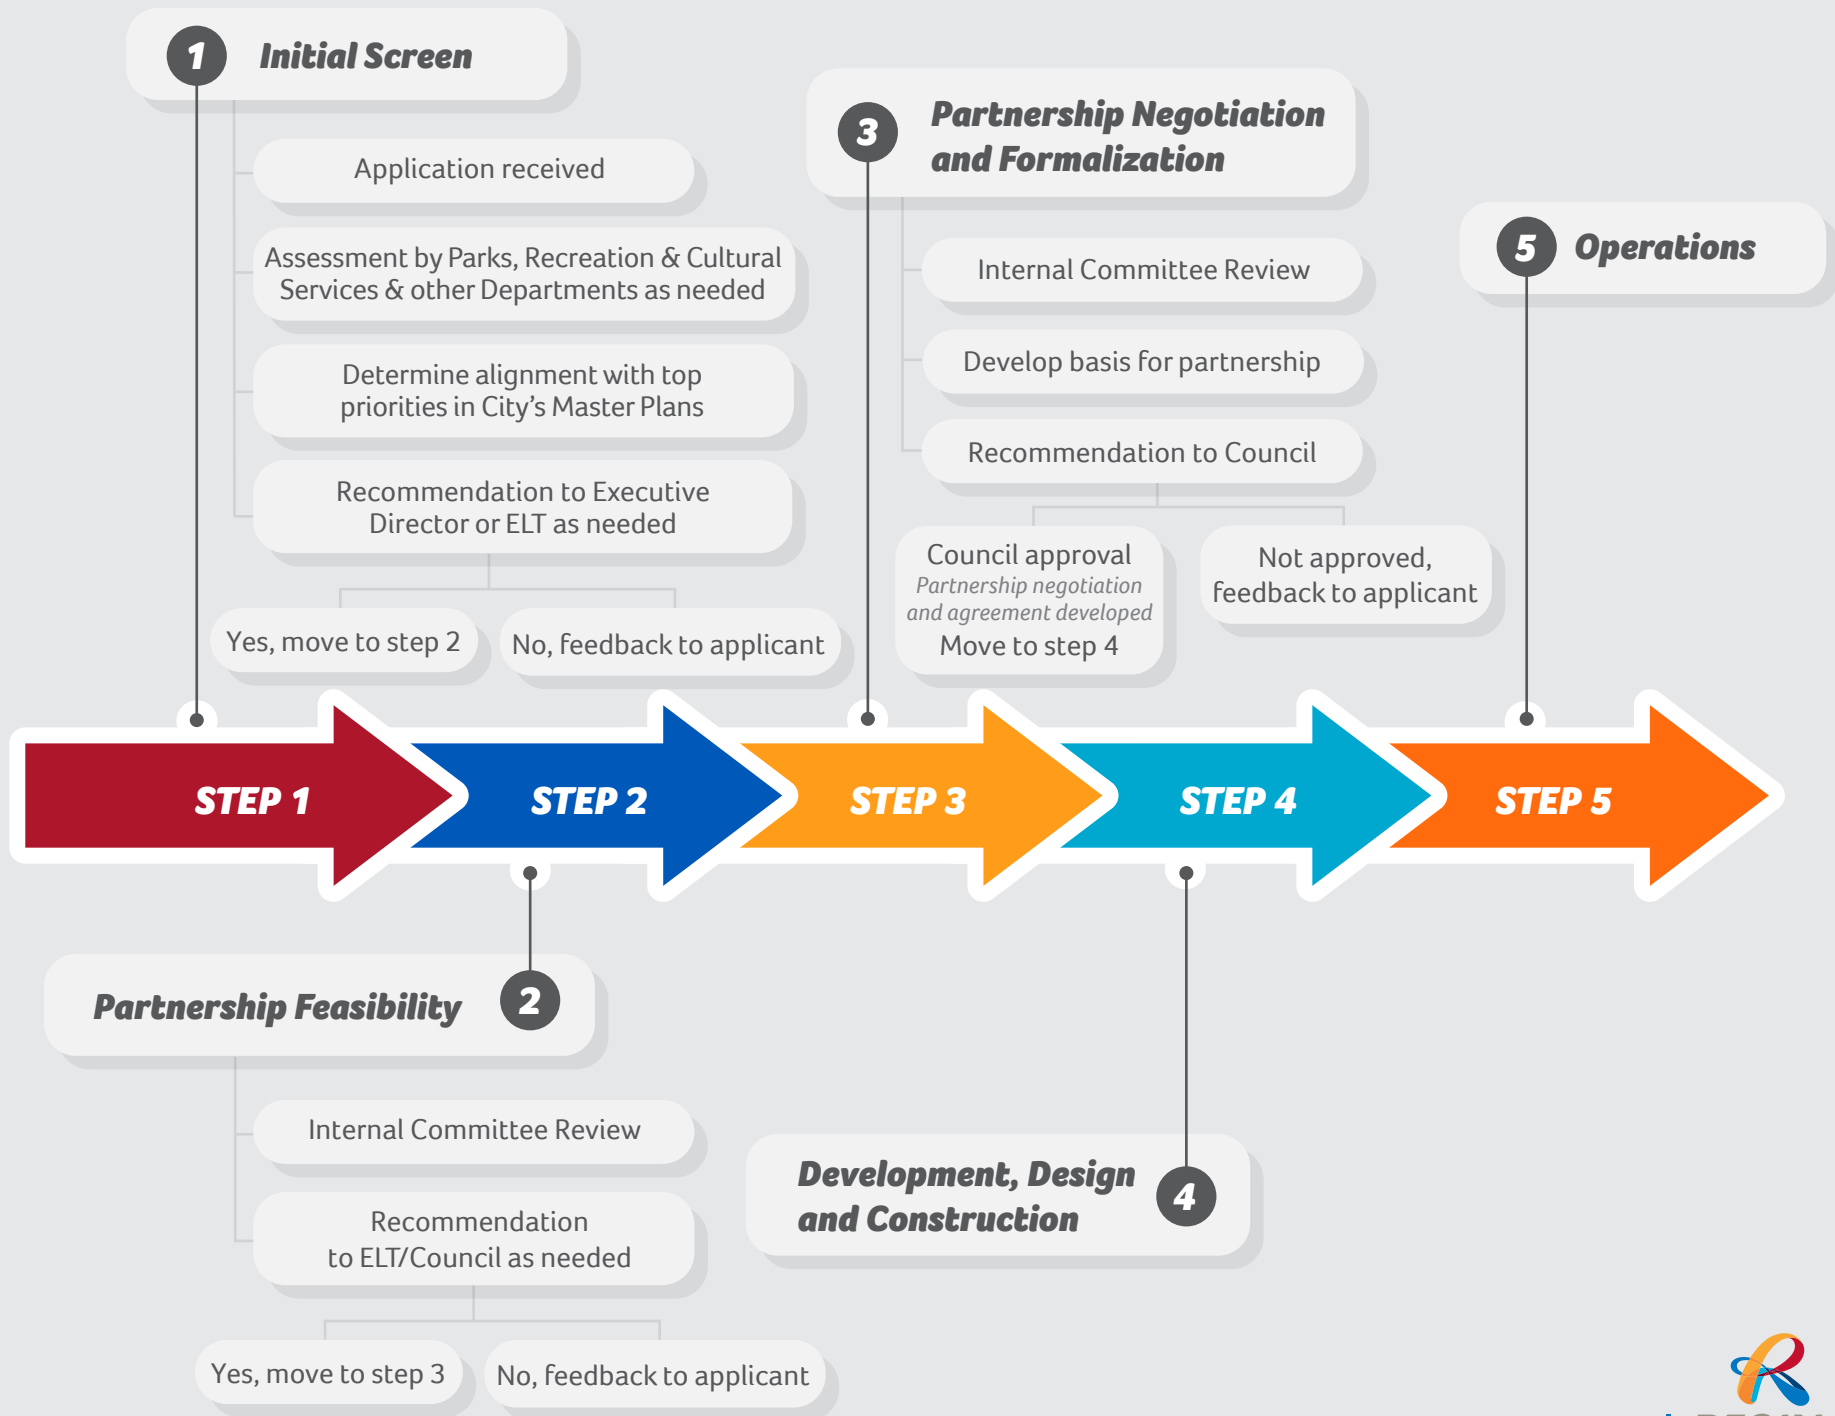 1 Initial Screen
Application received
Assessment by Parks, Recreation & Cultural
Services & other Departments as needed
Determine alignment with top
priorities in City's Master Plans
Recommendation to Executive
Director or ELT as needed
Yes, move to step 2
No, feedback to applicant
3 Partnership Negotiation
and Formalization
Internal Committee Review
Develop basis for partnership
Recommendation to Council
Council approval
Partnership negotiation
and agreement developed
Move to step 4
Not approved,
feedback to applicant
5 Operations
STEP 1
STEP 2
STEP 3
STEP 4
STEP 5
Partnership Feasibility 2
Internal Committee Review
Recommendation
to ELT/Council as needed
Yes, move to step 3
No, feedback to applicant
Development, Design
and Construction
4